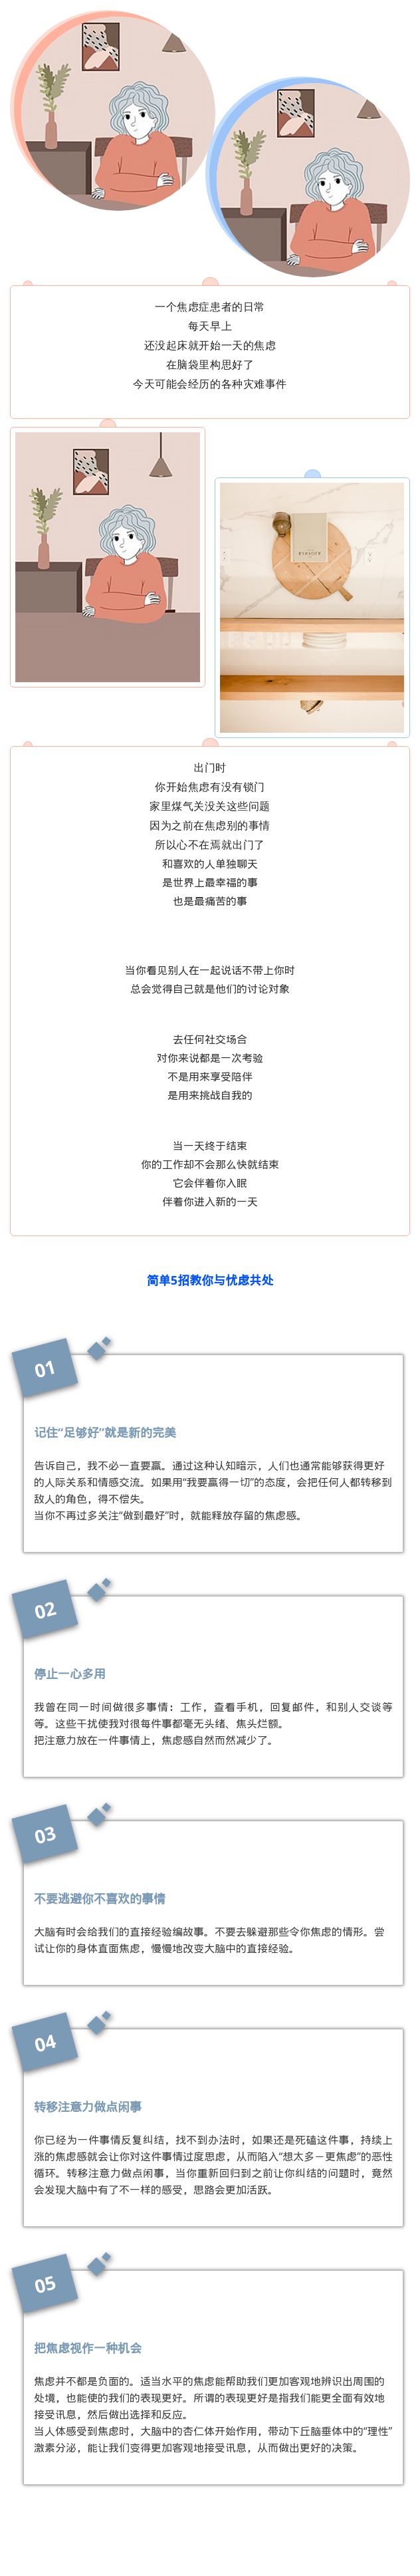 一个焦虑症患者的日常
每天早上
还没起床就开始一天的焦虑
在脑袋里构思好了
今天可能会经历的各种灾难事件
出门时
你开始焦虑有没有锁门
家里煤气关没关这些问题
因为之前在焦虑别的事情
所以心不在焉就出门了
和喜欢的人单独聊天
是世界上最幸福的事
也是最痛苦的事
当你看见别人在一起说话不带上你时
总会觉得自己就是他们的讨论对象
去任何社交场合
对你来说都是一次考验
不是用来享受陪伴
是用来挑战自我的
当一天终于结束
你的工作却不会那么快就结束
它会伴着你入眠
伴着你进入新的一天
简单5招教你与忧虑共处
01
记住“足够好”就是新的完美
告诉自己，我不必一直要赢。通过这种认知暗示，人们也通常能够获得更好
的人际关系和情感交流。如果用“我要赢得一切”的态度，会把任何人都转移到
敌人的角色，得不偿失。
当你不再过多关注“做到最好”时，就能释放存留的焦虑感。
02
停止一心多用
我曾在同一时间做很多事情：工作，查看手机，回复邮件，和别人交谈等
等。这些干扰使我对很每件事都毫无头绪、焦头烂额。
把注意力放在一件事情上，焦虑感自然而然减少了。
03
不要逃避你不喜欢的事情
大脑有时会给我们的直接经验编故事。不要去躲避那些令你焦虑的情形。尝
试让你的身体直面焦虑，慢慢地改变大脑中的直接经验。
04
转移注意力做点闲事
你已经为一件事情反复纠结，找不到办法时，如果还是死磕这件事，持续上
涨的焦虑感就会让你对这件事情过度思虑，从而陷入“想太多－更焦虑”的恶性
循环。转移注意力做点闲事，当你重新回归到之前让你纠结的问题时，竟然
会发现大脑中有了不一样的感受，思路会更加活跃。
05
把焦虑视作一种机会
焦虑并不都是负面的。适当水平的焦虑能帮助我们更加客观地辨识出周围的
处境，也能使的我们的表现更好。所谓的表现更好是指我们能更全面有效地
接受讯息，然后做出选择和反应。
当人体感受到焦虑时，大脑中的杏仁体开始作用，带动下丘脑垂体中的“理性”
激素分泌，能让我们变得更加客观地接受讯息，从而做出更好的决策。